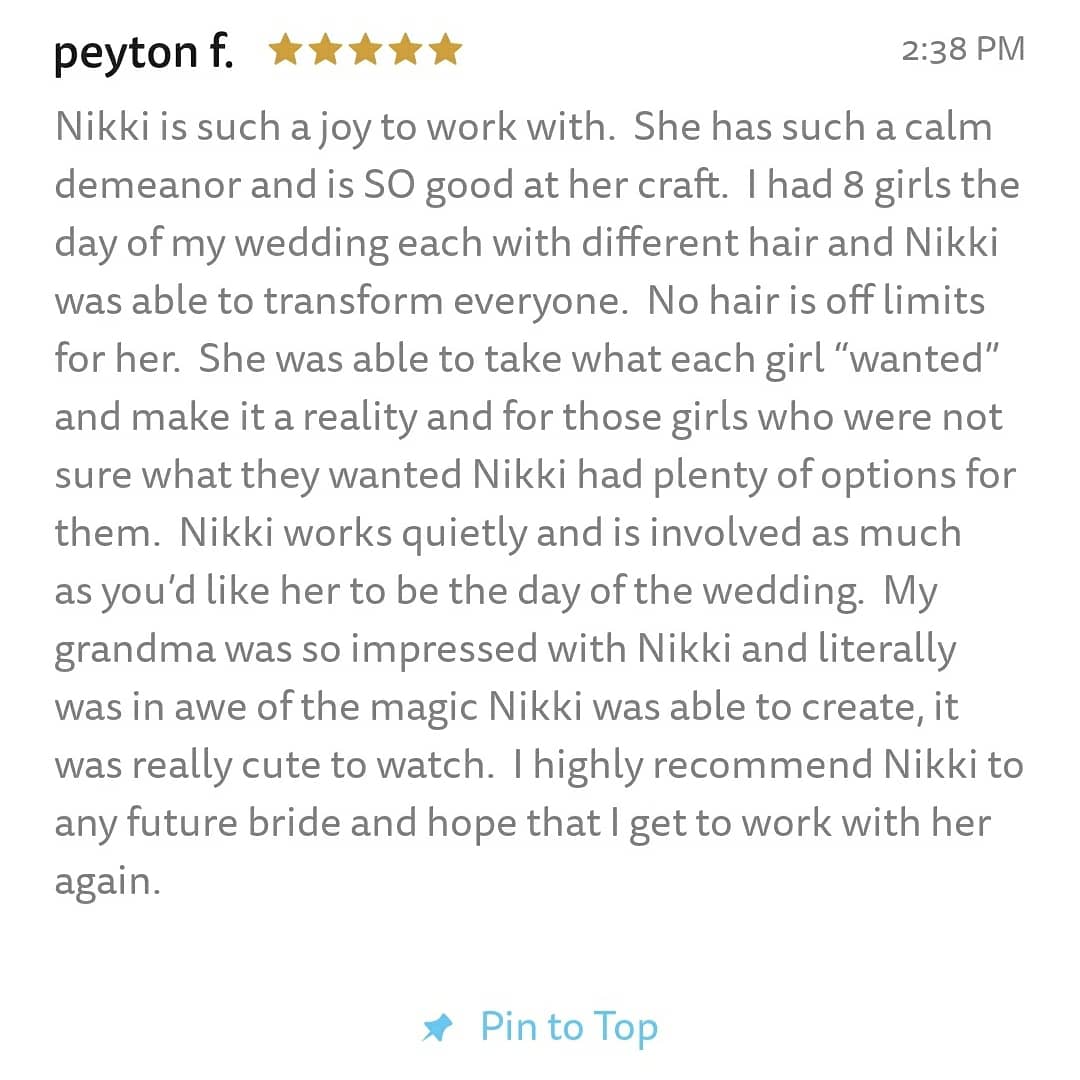 peyton f.
2:38 PM
Nikki is such a joy to work with.  She has such a calm
demeanor and is SO good at her craft.  I had 8 girls the
day of my wedding each with different hair and Nikki
was able to transform everyone.  No hair is off limits
for her.  She was able to take what each girl “wanted”
and make it a reality and for those girls who were not
sure what they wanted Nikki had plenty of options for
them.  Nikki works quietly and is involved as much
as you’d like her to be the day of the wedding.  My
grandma was so impressed with Nikki and literally
was in awe of the magic Nikki was able to create, it
was really cute to watch.  I highly recommend Nikki to
any future bride and hope that I get to work with her
again.
Pin to Top